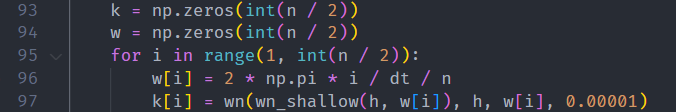 93 k = np.zeros(int(n / 2))
94 w = np.zeros(int(n / 2))
95 for i in range(1, int(n / 2)):
96 w[i] = 2 * np.pi * i / dt / n
97 k[i] = wn(wn_shallow(h, w[i]), h, w[i], 0.00001)